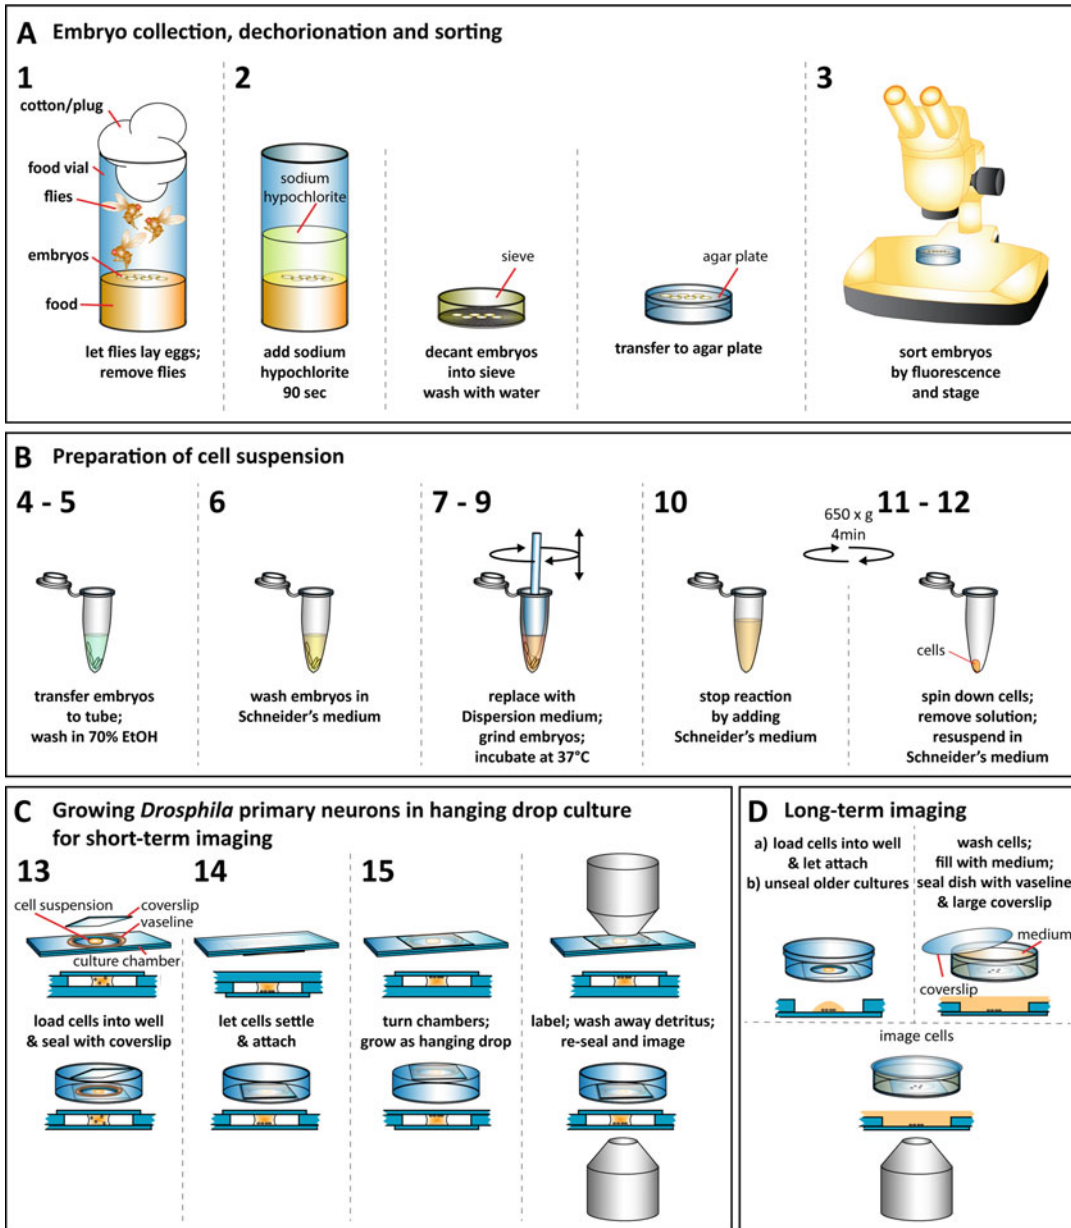 A Embryo collection, dechorionation and sorting
1
cotton/plug
food vial
flies
embryos
food
let flies lay eggs;
remove flies
2
sodium
hypochlorite
add sodium
hypochlorite
90 sec
sieve
decant embryos
into sieve
wash with water
agar plate
transfer to agar plate
3
sort embryos
by fluorescence
and stage
B Preparation of cell suspension
4 - 5
transfer embryos
to tube;
wash in 70% EtOH
6
wash embryos in
Schneider's medium
7 - 9
replace with
Dispersion medium;
grind embryos;
incubate at 37°C
10
stop reaction
by adding
Schneider's medium
650 x g
4min
11 - 12
cells
spin down cells;
remove solution;
resuspend in
Schneider's medium
C Growing Drosphila primary neurons in hanging drop culture
for short-term imaging
13
cell suspension
coverslip
vaseline
culture chamber
load cells into well
& seal with coverslip
14
let cells settle
& attach
15
turn chambers;
grow as hanging drop
label; wash away detritus;
re-seal and image
D Long-term imaging
a) load cells into well
& let attach
b) unseal older cultures
wash cells;
fill with medium;
seal dish with vaseline
& large coverslip
medium
coverslip
image cells